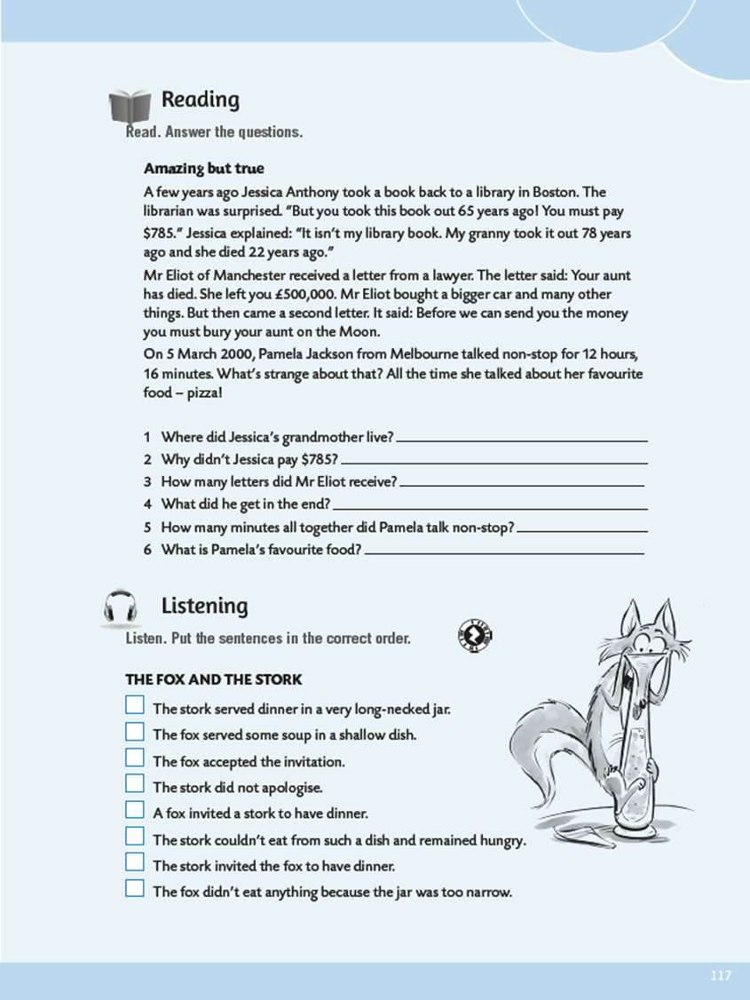 Reading
Read. Answer the questions.
Amazing but true
A few years ago Jessica Anthony took a book back to a library in Boston. The
librarian was surprised. "But you took this book out 65 years ago! You must pay
$785." Jessica explained: "It isn't my library book. My granny took it out 78 years
ago and she died 22 years ago."
Mr Eliot of Manchester received a letter from a lawyer. The letter said: Your aunt
has died. She left you £500,000. Mr Eliot bought a bigger car and many other
things. But then came a second letter. It said: Before we can send you the money
you must bury your aunt on the Moon.
On 5 March 2000, Pamela Jackson from Melbourne talked non-stop for 12 hours,
16 minutes. What's strange about that? All the time she talked about her favourite
food – pizza!
1 Where did Jessica's grandmother live?
2 Why didn't Jessica pay $785?
3 How many letters did Mr Eliot receive?
4 What did he get in the end?
5 How many minutes all together did Pamela talk non-stop?
6 What is Pamela's favourite food?
Listening
Listen. Put the sentences in the correct order.
THE FOX AND THE STORK
The stork served dinner in a very long-necked jar.
The fox served some soup in a shallow dish.
The fox accepted the invitation.
The stork did not apologise.
A fox invited a stork to have dinner.
The stork couldn't eat from such a dish and remained hungry.
The stork invited the fox to have dinner.
The fox didn't eat anything because the jar was too narrow.
117